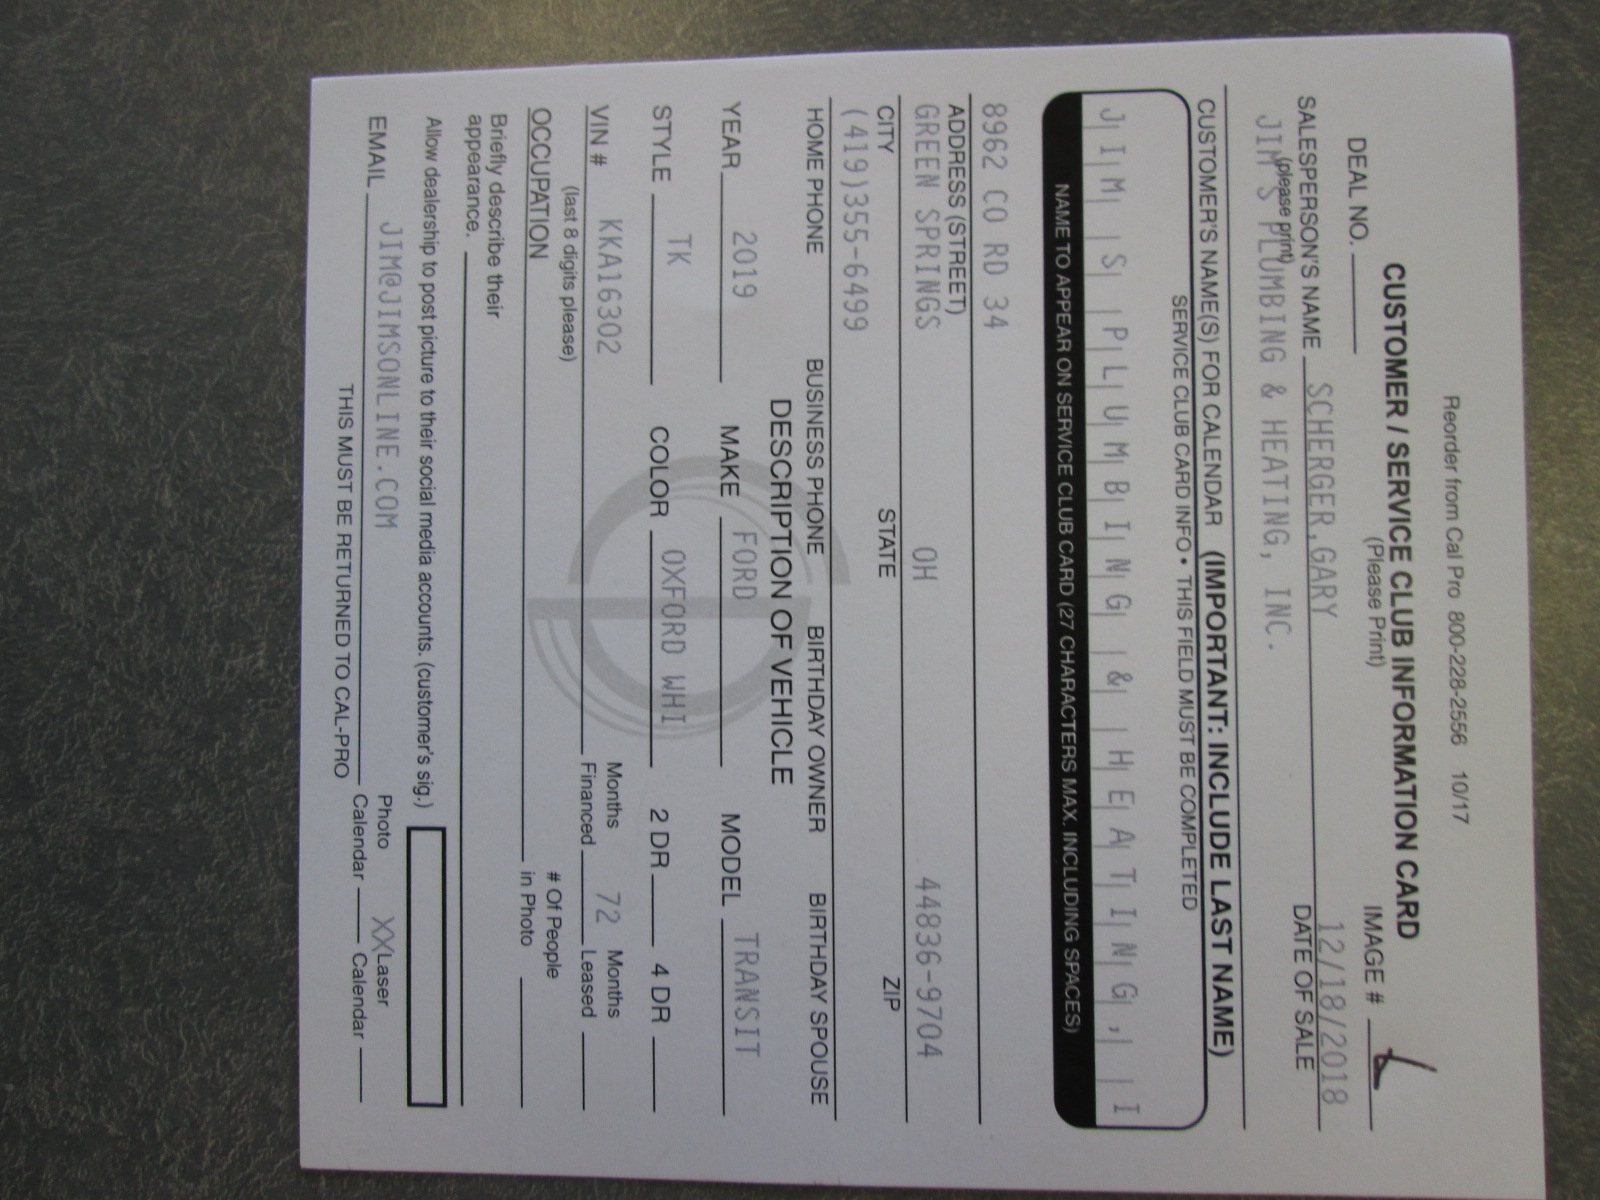 Reorder from Cal Pro 800-228-2556 10/17
CUSTOMER / SERVICE CLUB INFORMATION CARD
(Please Print)
IMAGE #
DEAL NO.
SCHERGER,GARY 12/18/2018
SALESPERSON'S NAME DATE OF SALE
(please print)
JIM'S PLUMBING & HEATING, INC.
CUSTOMER'S NAME(S) FOR CALENDAR (IMPORTANT: INCLUDE LAST NAME)
SERVICE CLUB CARD INFO • THIS FIELD MUST BE COMPLETED
J I M ' S P L U M B I N G & H E A T I N G , I
NAME TO APPEAR ON SERVICE CLUB CARD (27 CHARACTERS MAX. INCLUDING SPACES)
8962 CO RD 34
ADDRESS (STREET)
GREEN SPRINGS OH 44836-9704
CITY STATE ZIP
(419)355-6499
HOME PHONE BUSINESS PHONE BIRTHDAY OWNER BIRTHDAY SPOUSE
DESCRIPTION OF VEHICLE
YEAR 2019 MAKE FORD MODEL TRANSIT
STYLE TK COLOR OXFORD WHI 2 DR 4 DR
VIN # KKA16302 Months Financed 72 Months Leased
(last 8 digits please)
OCCUPATION # Of People in Photo
Briefly describe their
appearance.
Allow dealership to post picture to their social media accounts. (customer's sig.)
EMAIL JIM@JIMSONLINE.COM Photo Calendar XX Laser Calendar
THIS MUST BE RETURNED TO CAL-PRO